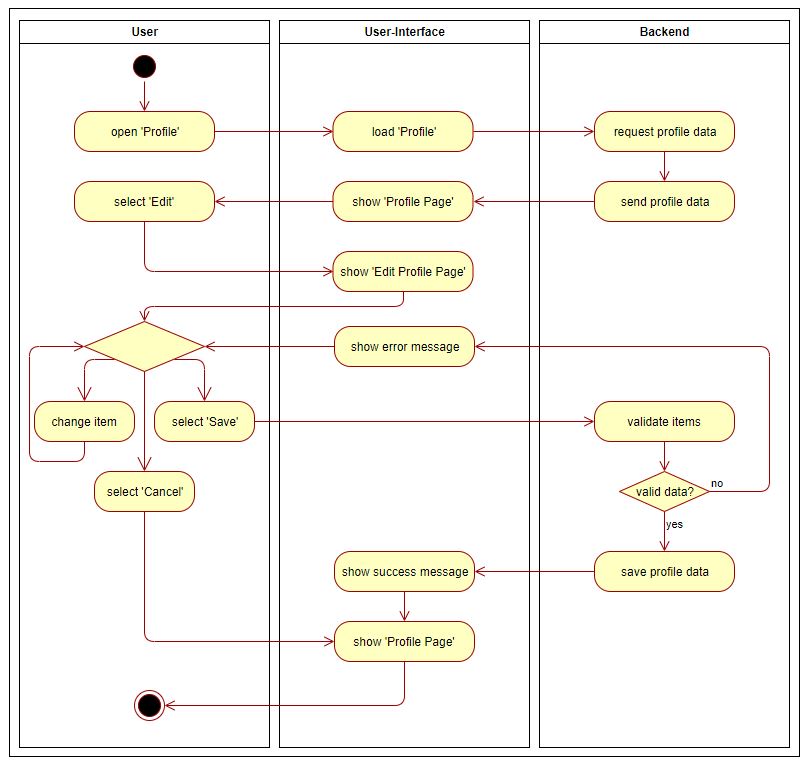 User
User-Interface
Backend
open 'Profile'
load 'Profile'
request profile data
select 'Edit'
show 'Profile Page'
send profile data
show 'Edit Profile Page'
show error message
change item
select 'Save'
validate items
select 'Cancel'
valid data?
no
yes
show success message
save profile data
show 'Profile Page'